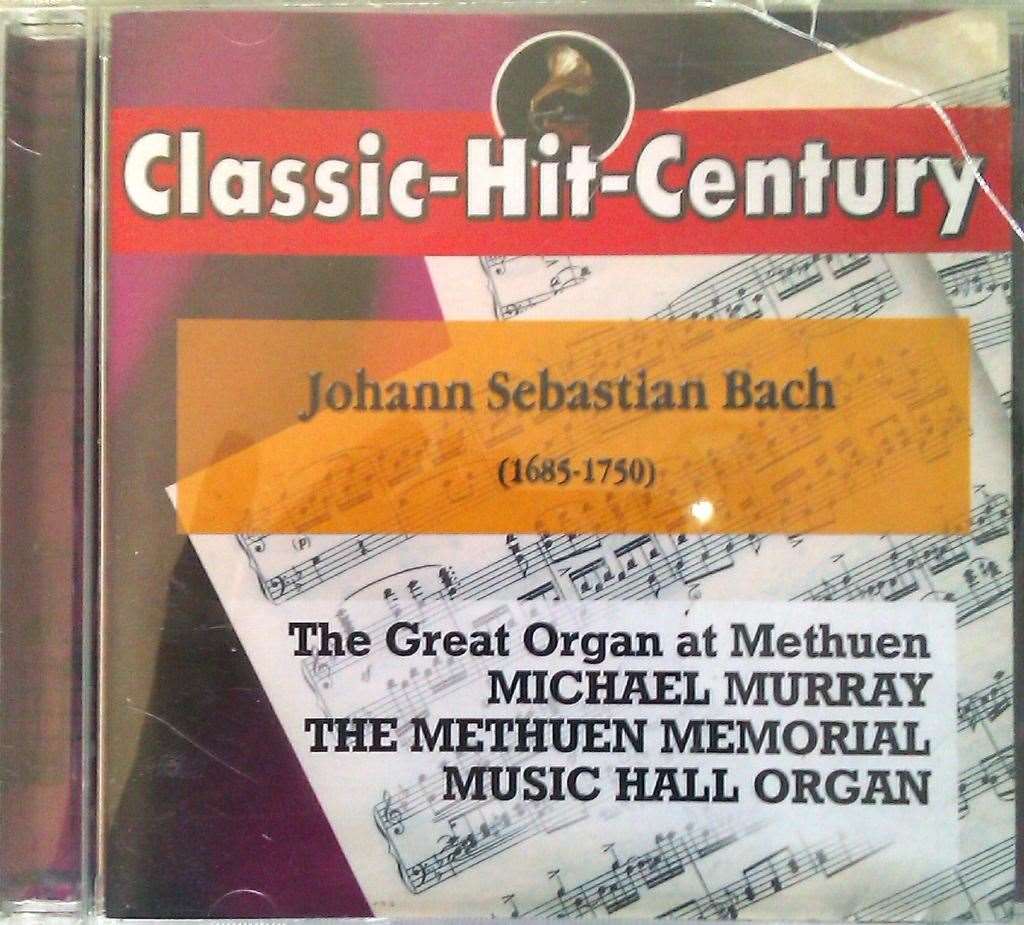 Classic-Hit-Century
Johann Sebastian Bach
(1685-1750)
The Great Organ at Methuen
MICHAEL MURRAY
THE METHUEN MEMORIAL
MUSIC HALL ORGAN